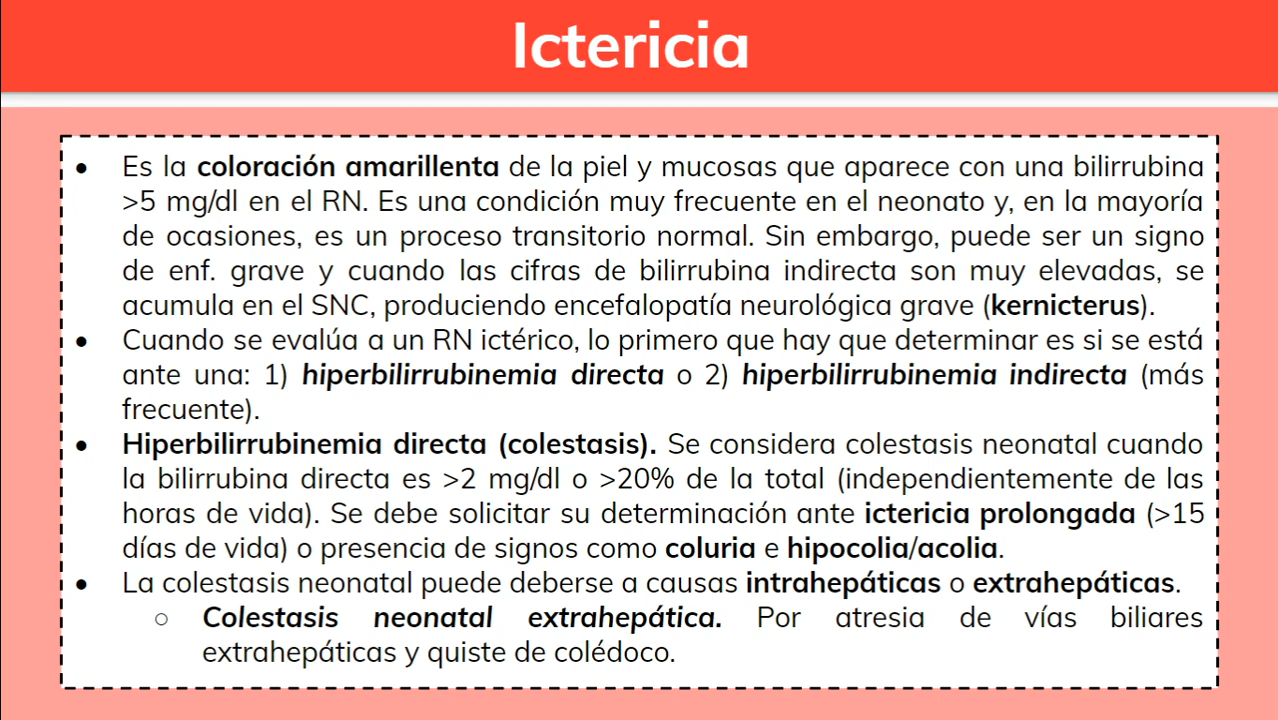 Ictericia
● Es la coloración amarillenta de la piel y mucosas que aparece con una bilirrubina
>5 mg/dl en el RN. Es una condición muy frecuente en el neonato y, en la mayoría
de ocasiones, es un proceso transitorio normal. Sin embargo, puede ser un signo
de enf. grave y cuando las cifras de bilirrubina indirecta son muy elevadas, se
acumula en el SNC, produciendo encefalopatía neurológica grave (kernicterus).
● Cuando se evalúa a un RN ictérico, lo primero que hay que determinar es si se está
ante una: 1) hiperbilirrubinemia directa o 2) hiperbilirrubinemia indirecta (más
frecuente).
● Hiperbilirrubinemia directa (colestasis). Se considera colestasis neonatal cuando
la bilirrubina directa es >2 mg/dl o >20% de la total (independientemente de las
horas de vida). Se debe solicitar su determinación ante ictericia prolongada (>15
días de vida) o presencia de signos como coluria e hipocolia/acolia.
● La colestasis neonatal puede deberse a causas intrahepáticas o extrahepáticas.
○ Colestasis neonatal extrahepática. Por atresia de vías biliares
extrahepáticas y quiste de colédoco.